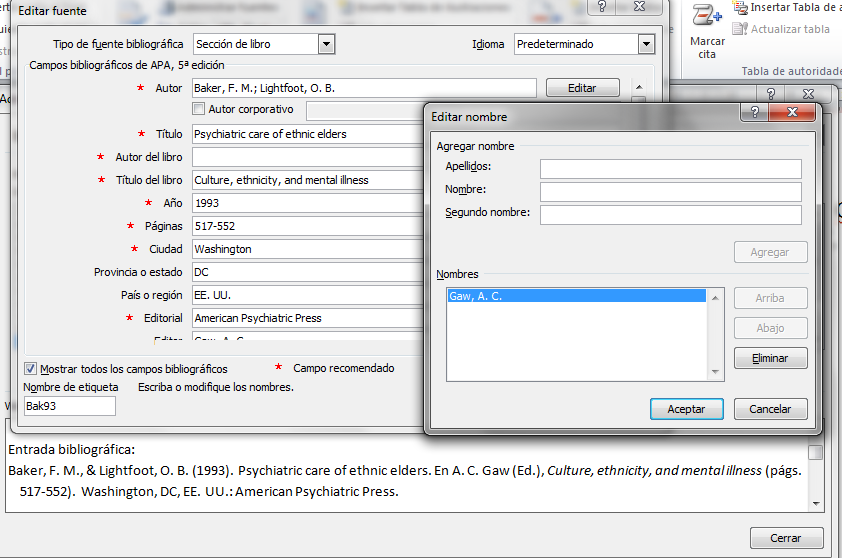 Editar fuente
Insertar Tabla de
Actualizar tabla
Marcar
cita
Tabla de autoridade
Tipo de fuente bibliográfica Sección de libro Idioma Predeterminado
Campos bibliográficos de APA, 5ª edición
* Autor Baker, F. M.; Lightfoot, O. B. Editar
Autor corporativo
* Título Psychiatric care of ethnic elders
* Autor del libro
* Título del libro Culture, ethnicity, and mental illness
* Año 1993
* Páginas 517-552
* Ciudad Washington
Provincia o estado DC
País o región EE. UU.
* Editorial American Psychiatric Press
Editor Gaw, A. C.
Mostrar todos los campos bibliográficos * Campo recomendado
Nombre de etiqueta Escriba o modifique los nombres.
Bak93
Editar nombre
Agregar nombre
Apellidos:
Nombre:
Segundo nombre:
Agregar
Nombres
Gaw, A. C.
Arriba
Abajo
Eliminar
Aceptar Cancelar
Entrada bibliográfica:
Baker, F. M., & Lightfoot, O. B. (1993). Psychiatric care of ethnic elders. En A. C. Gaw (Ed.), Culture, ethnicity, and mental illness (págs.
517-552). Washington, DC, EE. UU.: American Psychiatric Press.
Cerrar